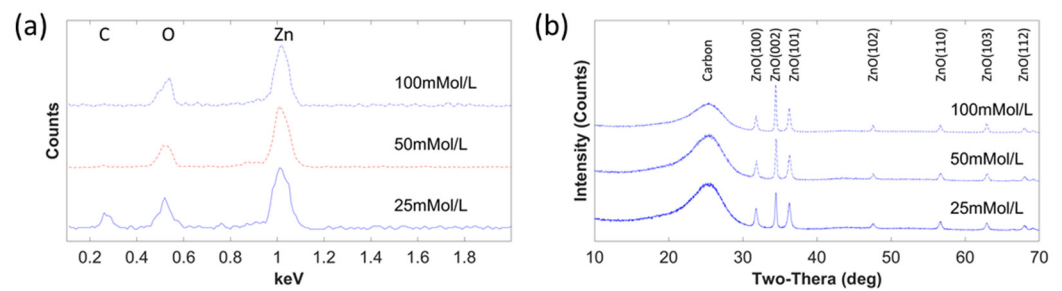 (a)
C O Zn
100mMol/L
50mMol/L
25mMol/L
Counts
0.2 0.4 0.6 0.8 1 1.2 1.4 1.6 1.8
keV
(b)
Carbon
ZnO(100)
ZnO(002)
ZnO(101)
ZnO(102)
ZnO(110)
ZnO(103)
ZnO(112)
100mMol/L
50mMol/L
25mMol/L
Intensity (Counts)
10 20 30 40 50 60 70
Two-Thera (deg)